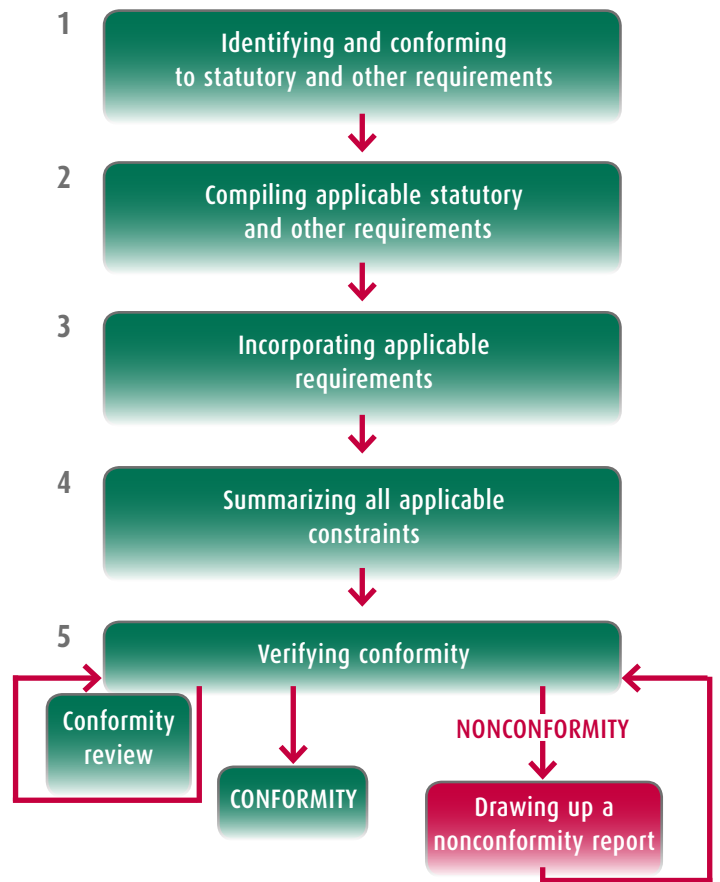 1
Identifying and conforming
to statutory and other requirements
2
Compiling applicable statutory
and other requirements
3
Incorporating applicable
requirements
4
Summarizing all applicable
constraints
5
Verifying conformity
Conformity
review
CONFORMITY
NONCONFORMITY
Drawing up a
nonconformity report